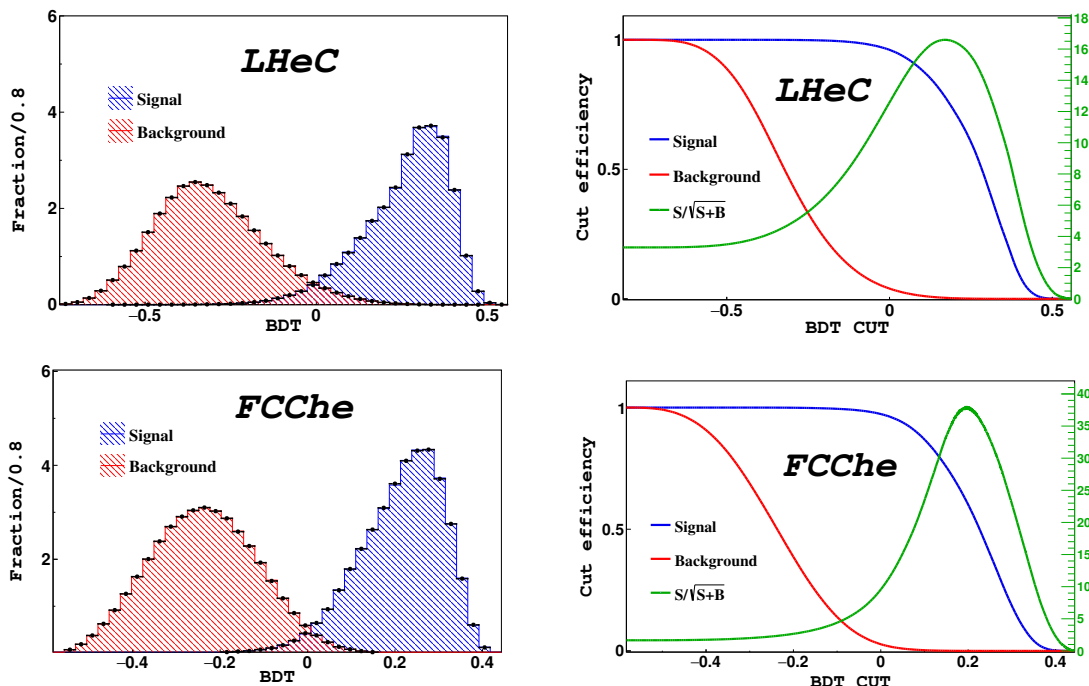 6
4
2
0
Fraction/0.8
LHeC
Signal
Background
−0.5
0
0.5
BDT
1
0.5
0
Cut efficiency
LHeC
Signal
Background
S/√S+B
−0.5
0
0.5
BDT CUT
18
16
14
12
10
8
6
4
2
0
6
4
2
Fraction/0.8
FCChe
Signal
Background
−0.4
−0.2
0
0.2
0.4
BDT
1
0.5
0
Cut efficiency
FCChe
Signal
Background
S/√S+B
−0.4
−0.2
0
0.2
0.4
BDT CUT
40
35
30
25
20
15
10
5
0